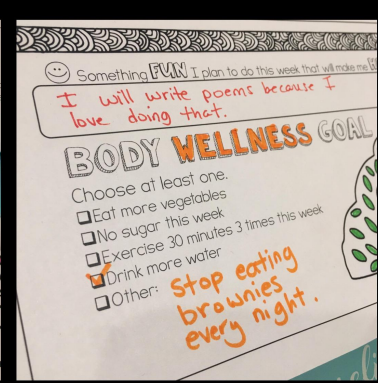 Something FUN I plan to do this week that will make me
I will write poems because I
love doing that.
BODY WELLNESS GOAL
Choose at least one.
Eat more vegetables
No sugar this week
Exercise 30 minutes 3 times this week
Drink more water
Other: Stop eating
brownies
every night.